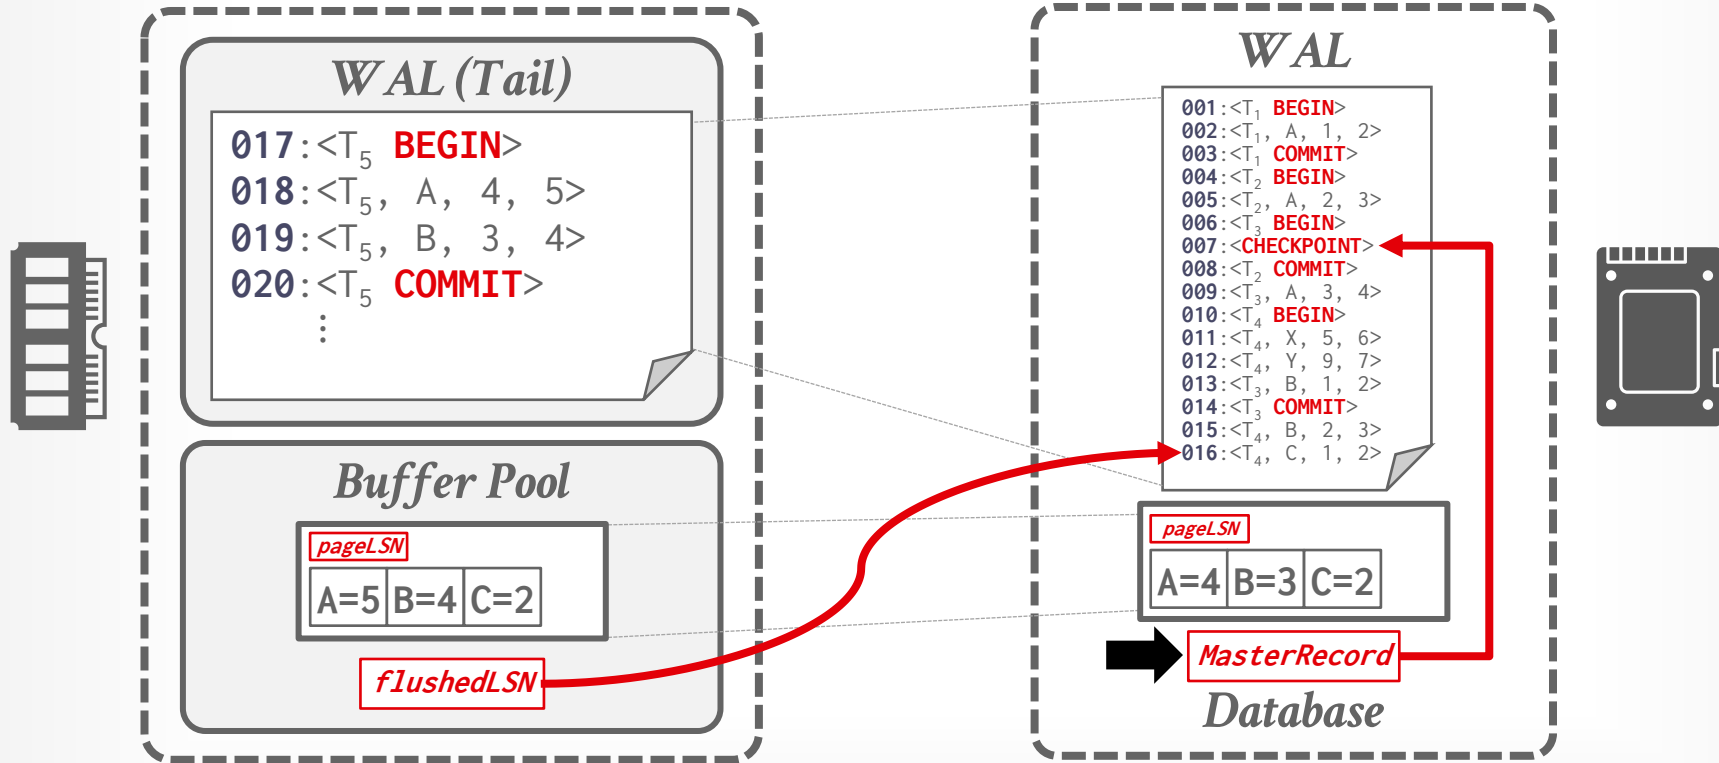 WAL (Tail)
017:<T5 BEGIN>
018:<T5, A, 4, 5>
019:<T5, B, 3, 4>
020:<T5 COMMIT>
⋮
Buffer Pool
pageLSN
A=5 B=4 C=2
flushedLSN
WAL
001:<T1 BEGIN>
002:<T1, A, 1, 2>
003:<T1 COMMIT>
004:<T2 BEGIN>
005:<T2, A, 2, 3>
006:<T3 BEGIN>
007:<CHECKPOINT>
008:<T2 COMMIT>
009:<T3, A, 3, 4>
010:<T4 BEGIN>
011:<T4, X, 5, 6>
012:<T4, Y, 9, 7>
013:<T3, B, 1, 2>
014:<T3 COMMIT>
015:<T4, B, 2, 3>
016:<T4, C, 1, 2>
pageLSN
A=4 B=3 C=2
MasterRecord
Database